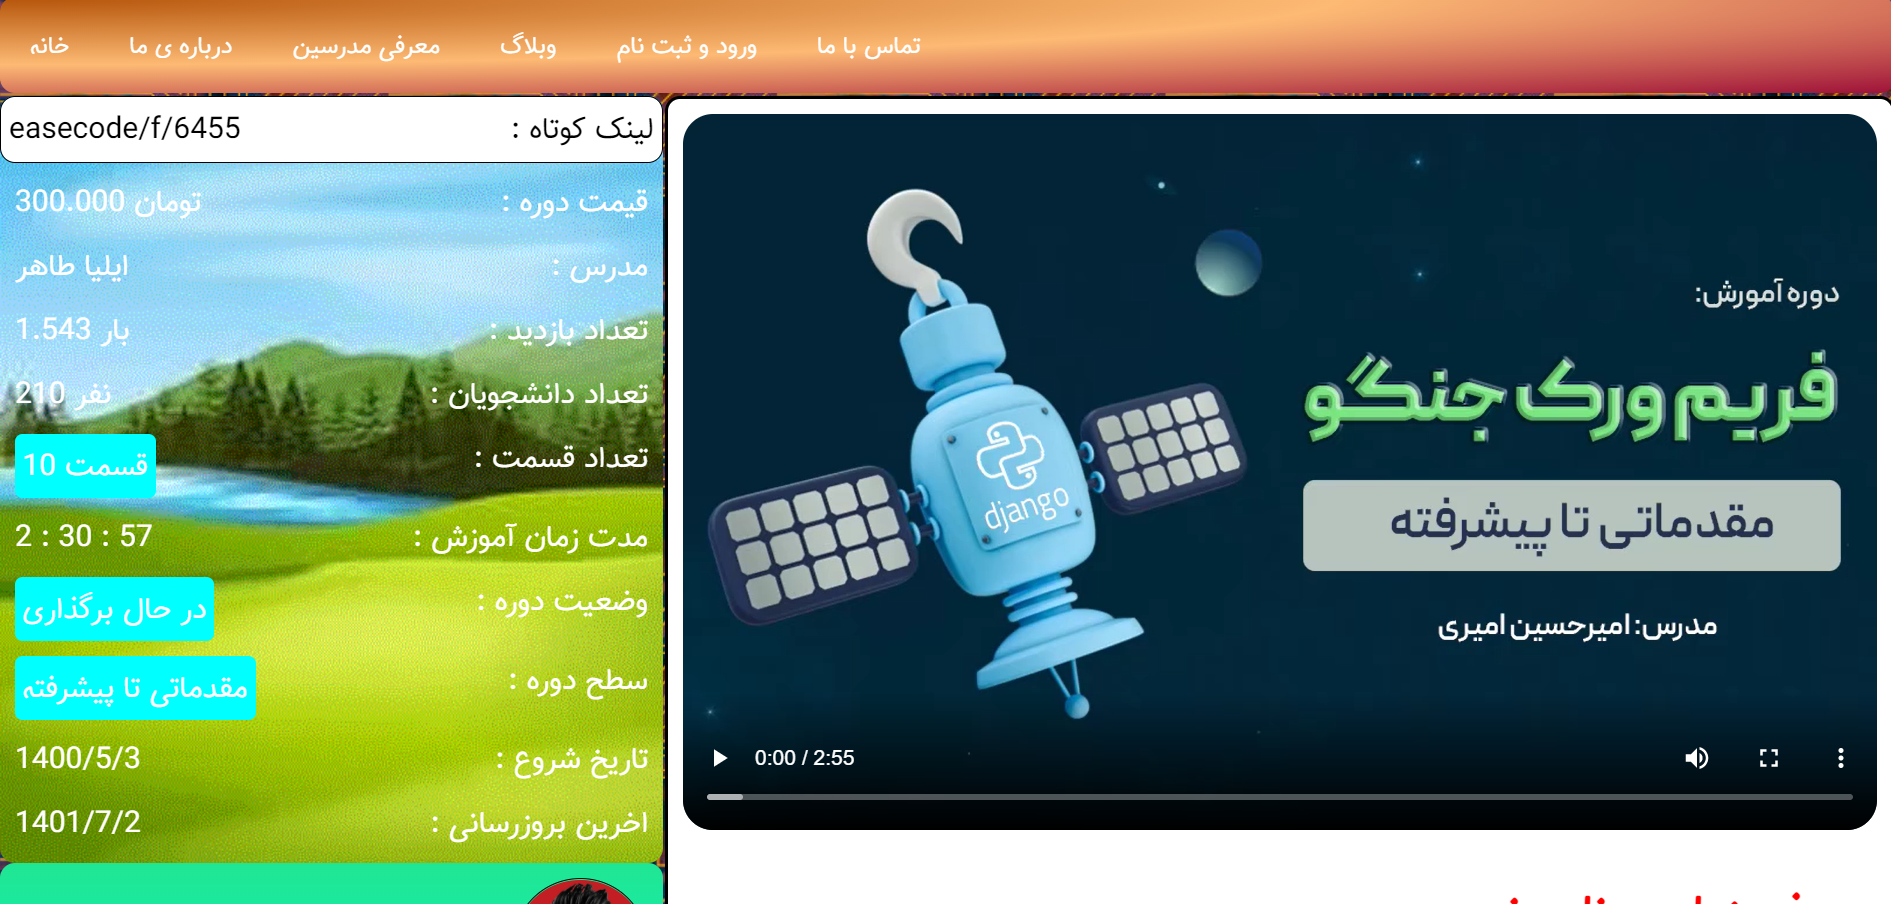 خانه
درباره ی ما
معرفی مدرسین
وبلاگ
ورود و ثبت نام
تماس با ما
لینک کوتاه : easecode/f/6455
قیمت دوره : 300.000 تومان
مدرس : ایلیا طاهر
تعداد بازدید : 1.543 بار
تعداد دانشجویان : 210 نفر
تعداد قسمت : 10 قسمت
مدت زمان آموزش : 2 : 30 : 57
وضعیت دوره : در حال برگذاری
سطح دوره : مقدماتی تا پیشرفته
تاریخ شروع : 1400/5/3
اخرین بروزرسانی : 1401/7/2
دوره آموزش:
فریم ورک جنگو
مقدماتی تا پیشرفته
مدرس: امیرحسین امیری
django
0:00 / 2:55